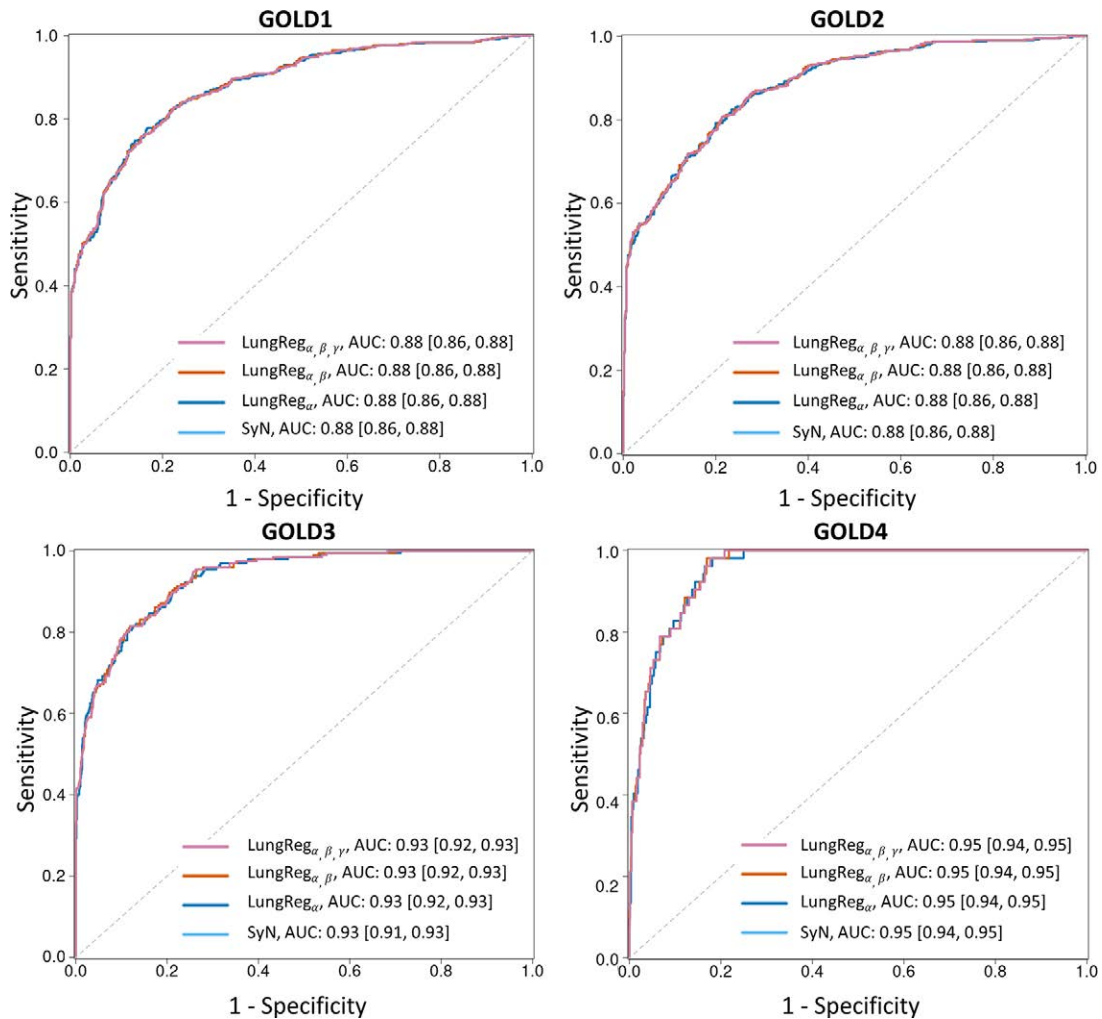 GOLD1
1.0
0.8
0.6
0.4
0.2
0.0
Sensitivity
LungRegα, β, γ, AUC: 0.88 [0.86, 0.88]
LungRegα, β, AUC: 0.88 [0.86, 0.88]
LungRegα, AUC: 0.88 [0.86, 0.88]
SyN, AUC: 0.88 [0.86, 0.88]
0.0 0.2 0.4 0.6 0.8 1.0
1 - Specificity
GOLD2
1.0
0.8
0.6
0.4
0.2
0.0
Sensitivity
LungRegα, β, γ, AUC: 0.88 [0.86, 0.88]
LungRegα, β, AUC: 0.88 [0.86, 0.88]
LungRegα, AUC: 0.88 [0.86, 0.88]
SyN, AUC: 0.88 [0.86, 0.88]
0.0 0.2 0.4 0.6 0.8 1.0
1 - Specificity
GOLD3
1.0
0.8
0.6
0.4
0.2
0.0
Sensitivity
LungRegα, β, γ, AUC: 0.93 [0.92, 0.93]
LungRegα, β, AUC: 0.93 [0.92, 0.93]
LungRegα, AUC: 0.93 [0.92, 0.93]
SyN, AUC: 0.93 [0.91, 0.93]
0.0 0.2 0.4 0.6 0.8 1.0
1 - Specificity
GOLD4
1.0
0.8
0.6
0.4
0.2
0.0
Sensitivity
LungRegα, β, γ, AUC: 0.95 [0.94, 0.95]
LungRegα, β, AUC: 0.95 [0.94, 0.95]
LungRegα, AUC: 0.95 [0.94, 0.95]
SyN, AUC: 0.95 [0.94, 0.95]
0.0 0.2 0.4 0.6 0.8 1.0
1 - Specificity